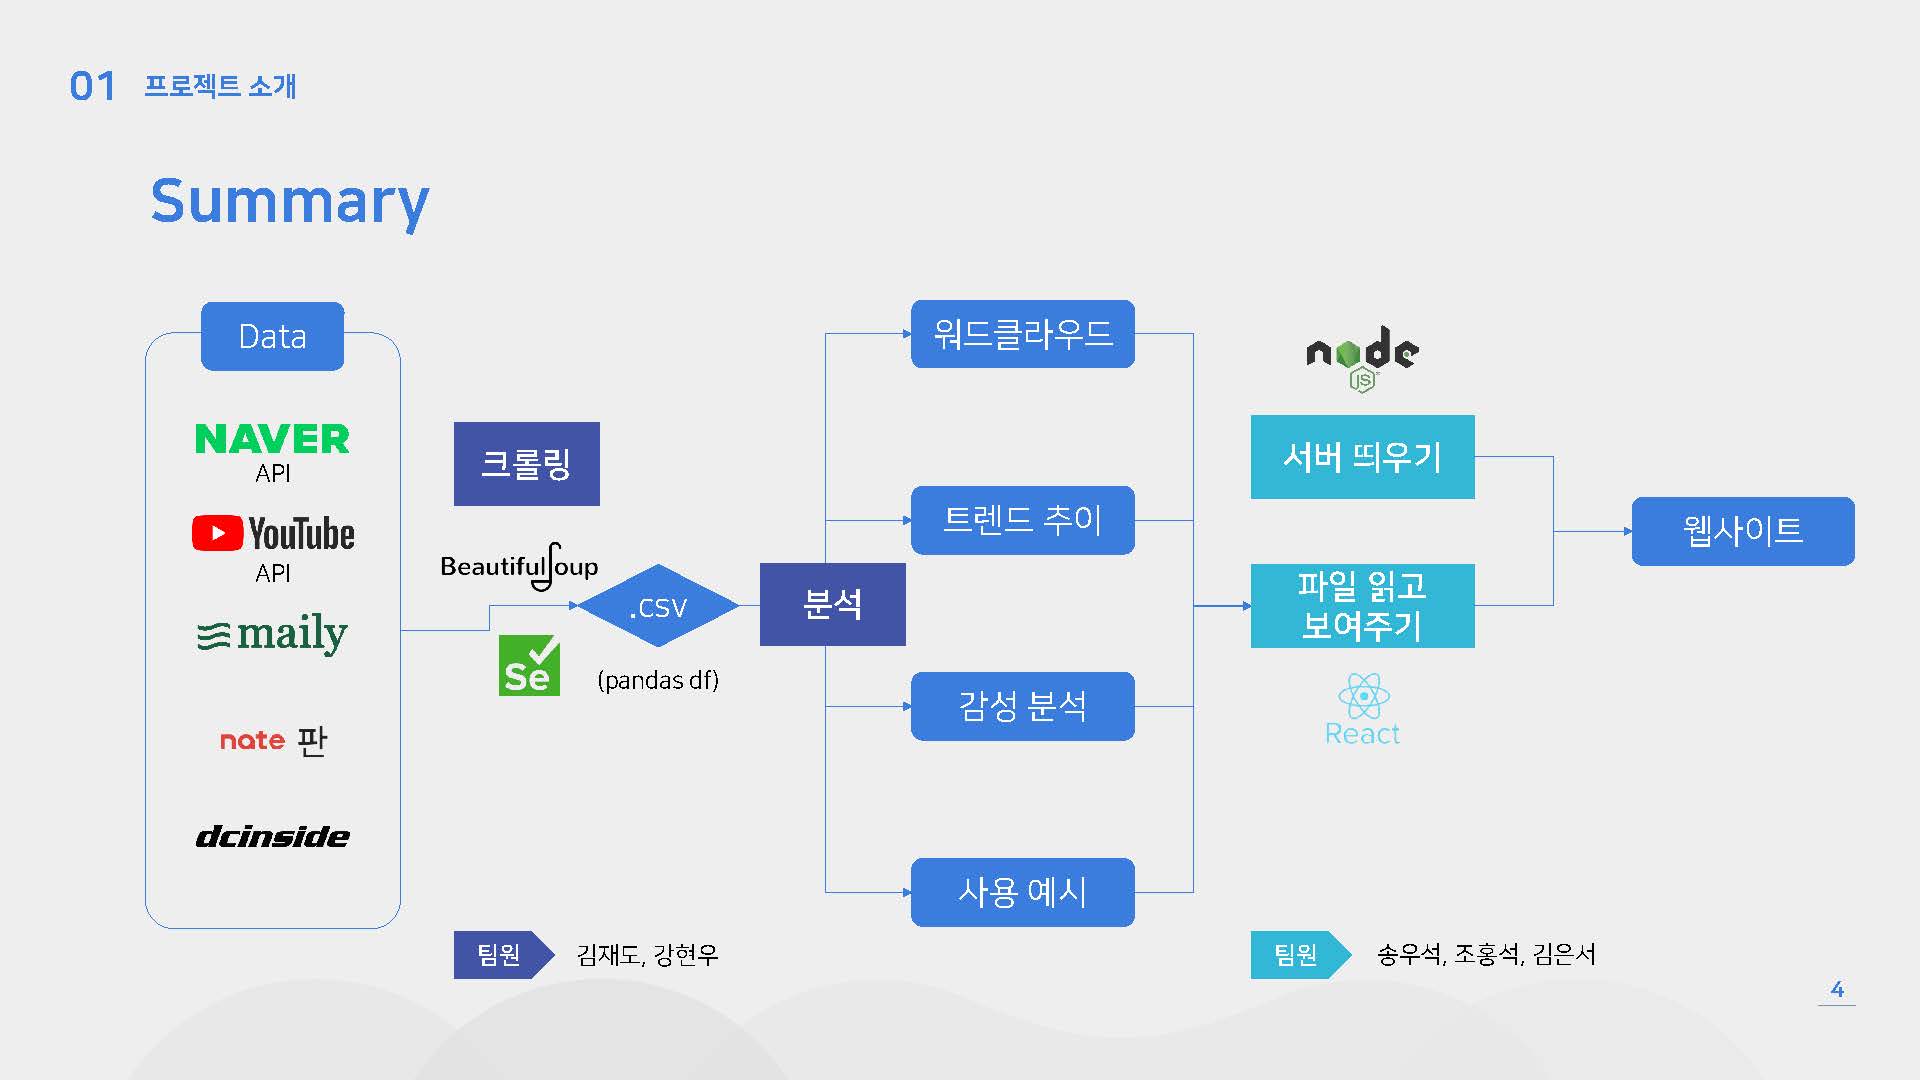 01 프로젝트 소개
Summary
Data
NAVER
API
YouTube
API
maily
nate 판
dcinside
크롤링
BeautifulSoup
Se
.csv
(pandas df)
분석
워드클라우드
트렌드 추이
감성 분석
사용 예시
node
JS
서버 띄우기
파일 읽고
보여주기
React
웹사이트
팀원 김재도, 강현우
팀원 송우석, 조홍석, 김은서
4